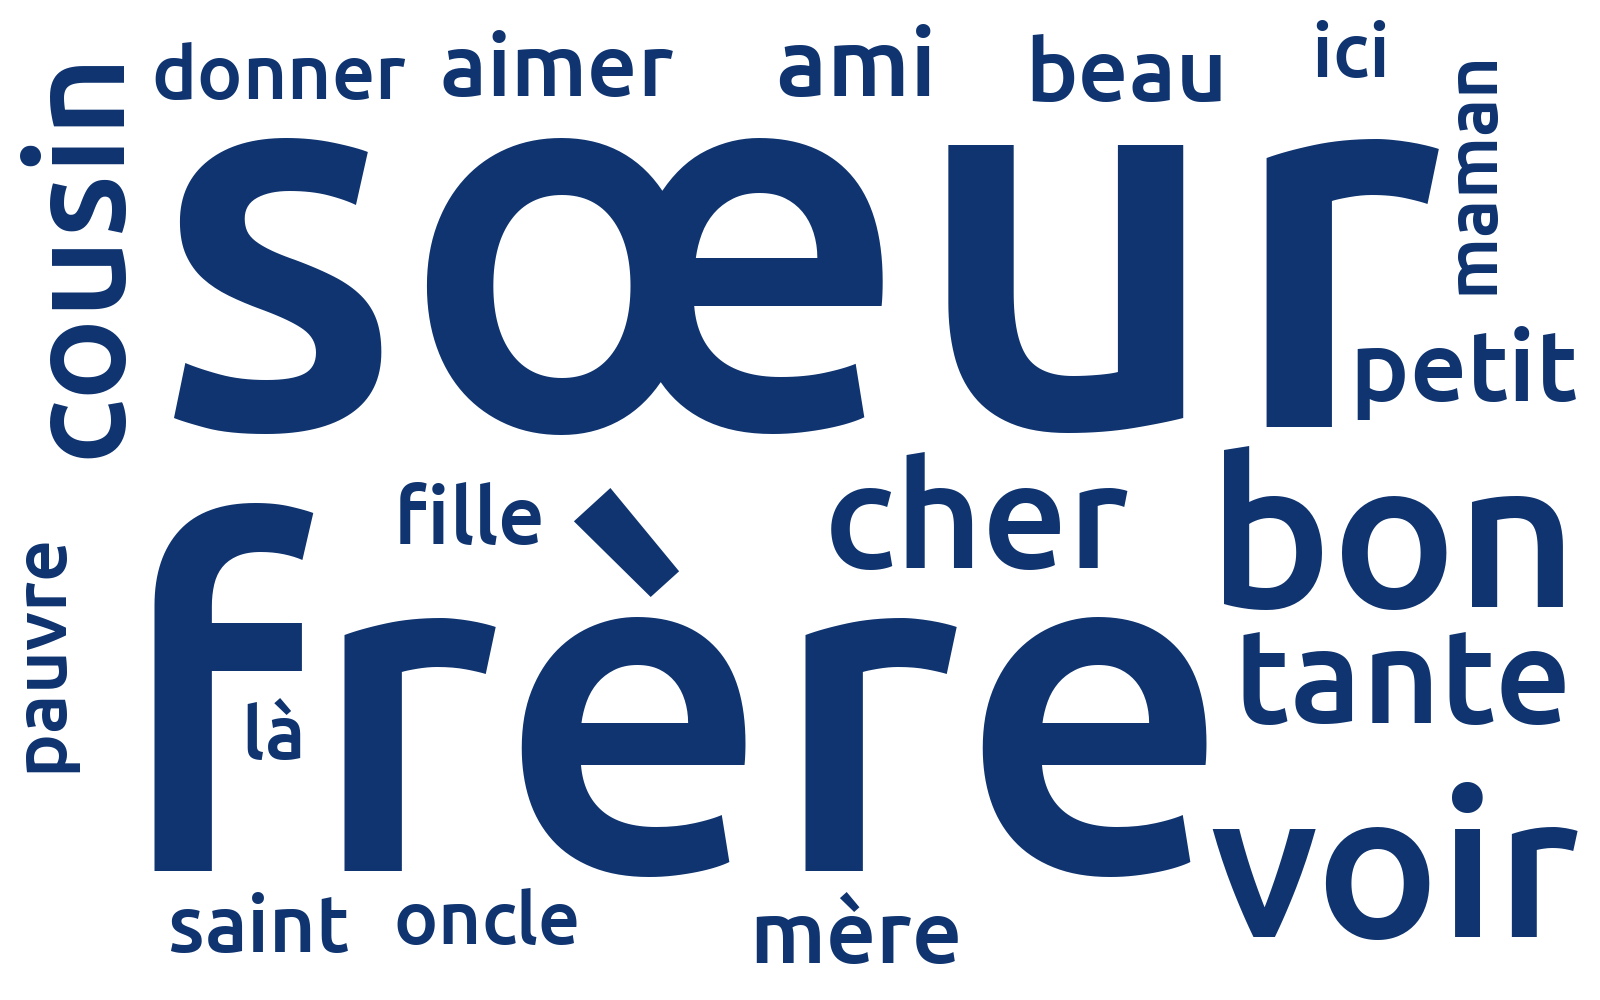 donner aimer ami beau ici
cousin
sœur
maman
petit
fille cher bon
frère
pauvre
là
tante
voir
saint oncle mère